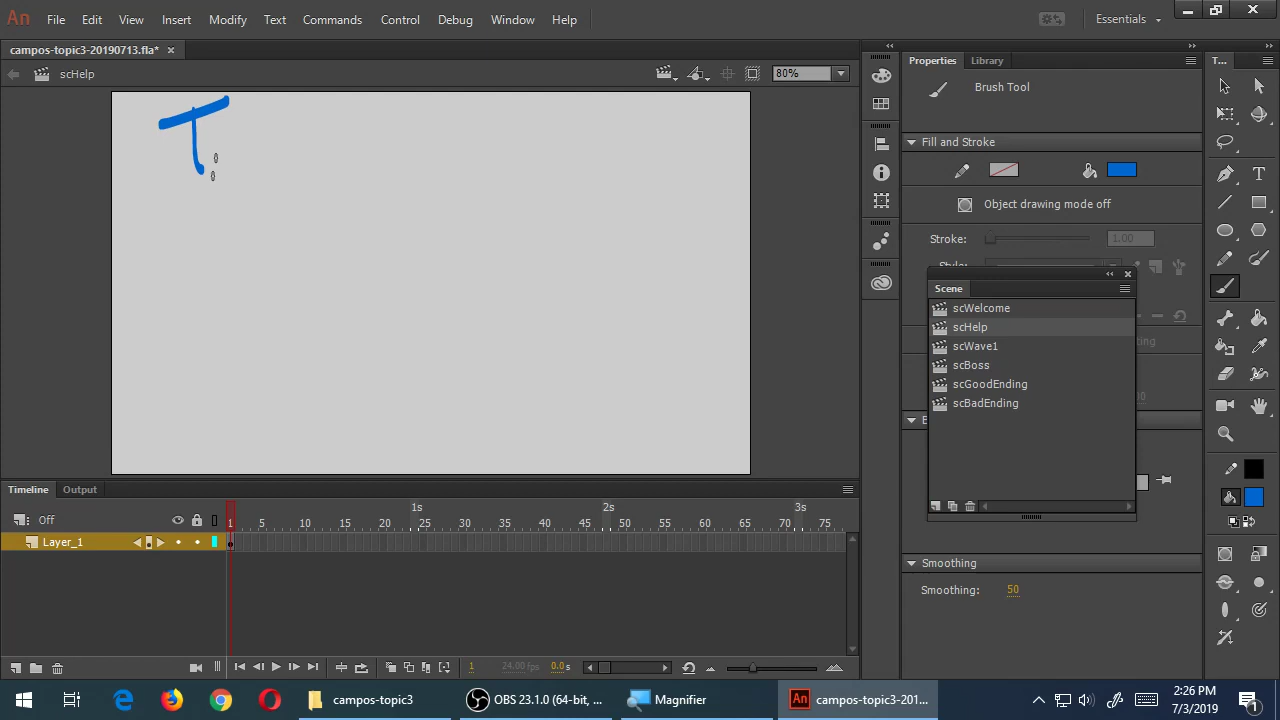 An File Edit View Insert Modify Text Commands Control Debug Window Help Essentials
campos-topic3-20190713.fla*
scHelp 80%
T
Properties Library T...
Brush Tool
Fill and Stroke
Object drawing mode off
Stroke: 1.00
Style:
Scene
scWelcome
scHelp
scWave1
scBoss
scGoodEnding
scBadEnding
Smoothing
Smoothing: 50
Timeline Output
1s 2s 3s
Off 1 5 10 15 20 25 30 35 40 45 50 55 60 65 70 75
Layer_1
1 24.00 fps 0.0 s
campos-topic3 OBS 23.1.0 (64-bit, ... Magnifier An campos-topic3-201...
2:26 PM
7/3/2019
1